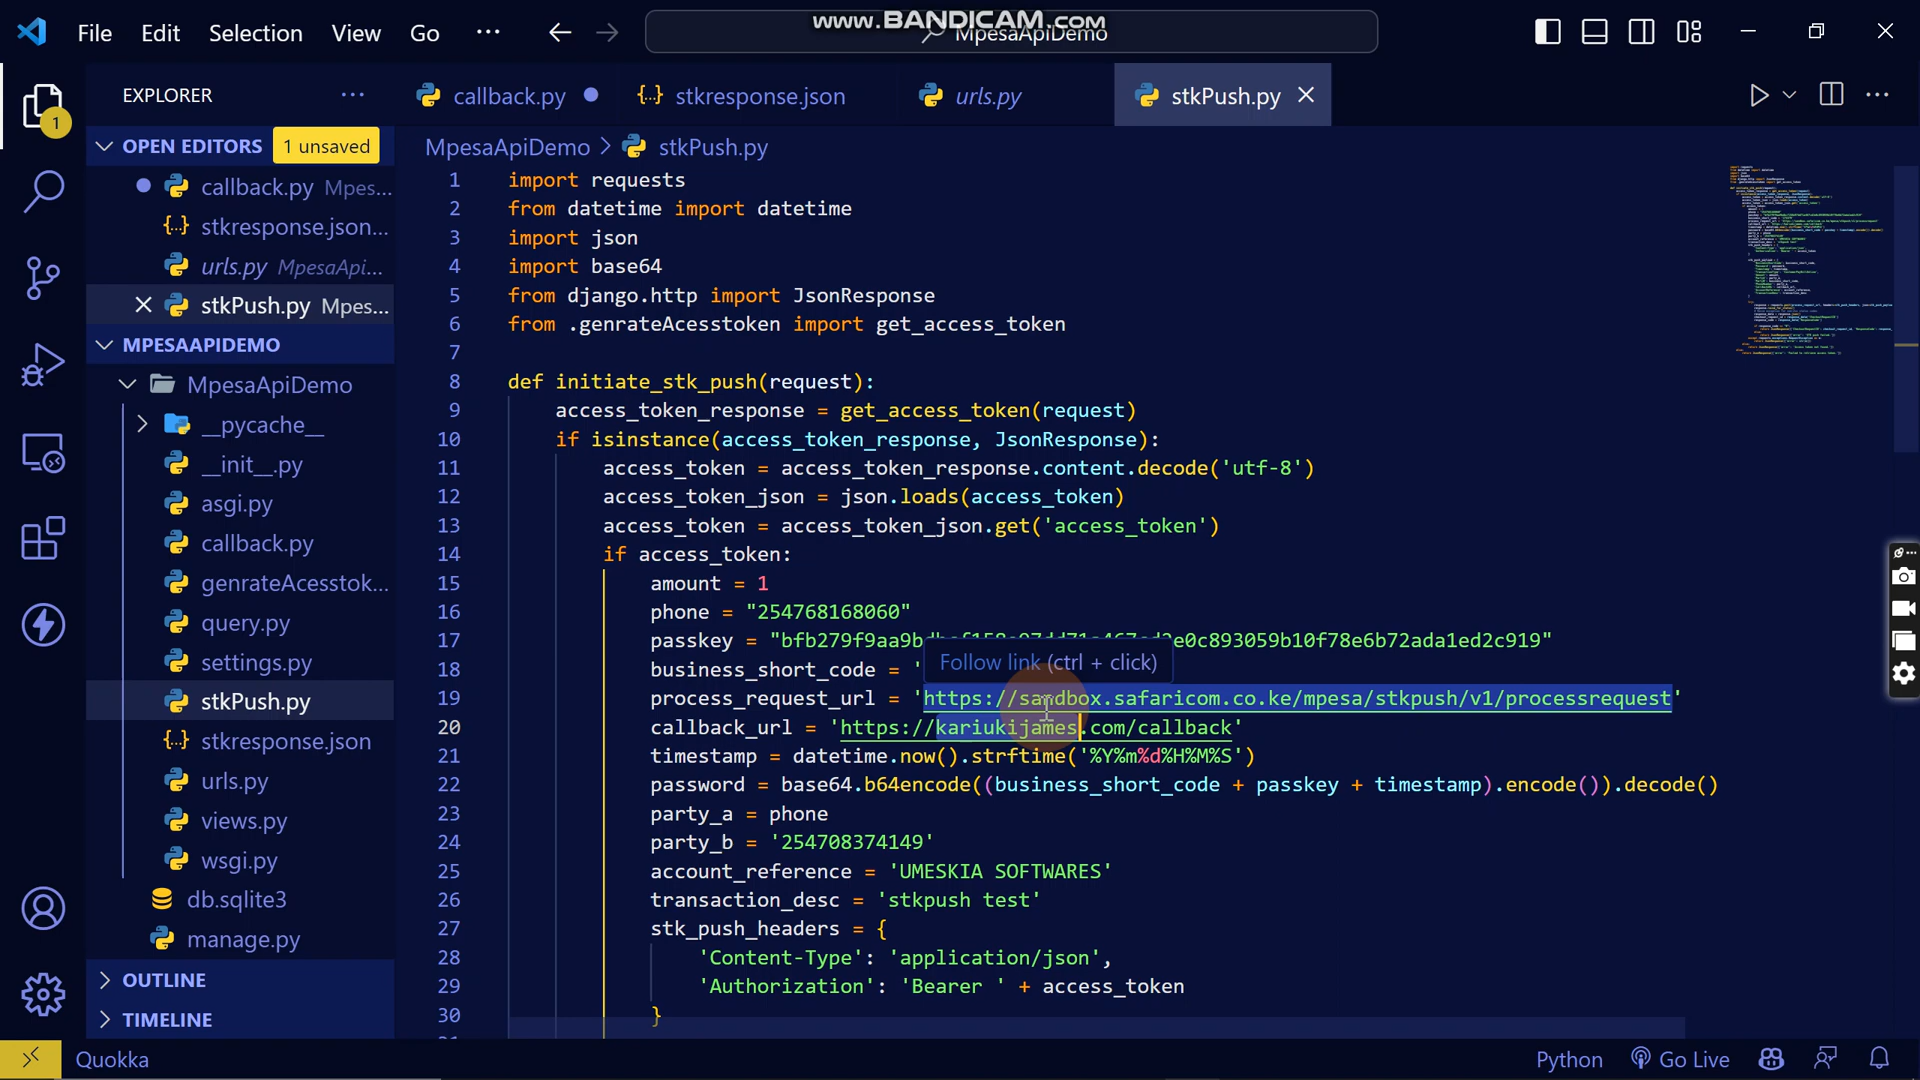 www.BANDICAM.com
File Edit Selection View Go ··· MpesaApiDemo
EXPLORER ···
callback.py stkresponse.json urls.py stkPush.py
OPEN EDITORS 1 unsaved
callback.py Mpes...
stkresponse.json...
urls.py MpesaApi...
stkPush.py Mpes...
MPESAAPIDEMO
MpesaApiDemo
__pycache__
__init__.py
asgi.py
callback.py
genrateAcesstok...
query.py
settings.py
stkPush.py
stkresponse.json
urls.py
views.py
wsgi.py
db.sqlite3
manage.py
OUTLINE
TIMELINE
MpesaApiDemo > stkPush.py
1 import requests
2 from datetime import datetime
3 import json
4 import base64
5 from django.http import JsonResponse
6 from .genrateAcesstoken import get_access_token
7
8 def initiate_stk_push(request):
9 access_token_response = get_access_token(request)
10 if isinstance(access_token_response, JsonResponse):
11 access_token = access_token_response.content.decode('utf-8')
12 access_token_json = json.loads(access_token)
13 access_token = access_token_json.get('access_token')
14 if access_token:
15 amount = 1
16 phone = "254768168060"
17 passkey =
18 business_short_code = '
Follow link (ctrl + click)
19 process_request_url = 'https://sandbox.safaricom.co.ke/mpesa/stkpush/v1/processrequest'
20 callback_url = 'https://kariukijames.com/callback'
21 timestamp = datetime.now().strftime('%Y%m%d%H%M%S')
22 password = base64.b64encode((business_short_code + passkey + timestamp).encode()).decode()
23 party_a = phone
24 party_b = '254708374149'
25 account_reference = 'UMESKIA SOFTWARES'
26 transaction_desc = 'stkpush test'
27 stk_push_headers = {
28 'Content-Type': 'application/json',
29 'Authorization': 'Bearer ' + access_token
30 }
Quokka Python Go Live